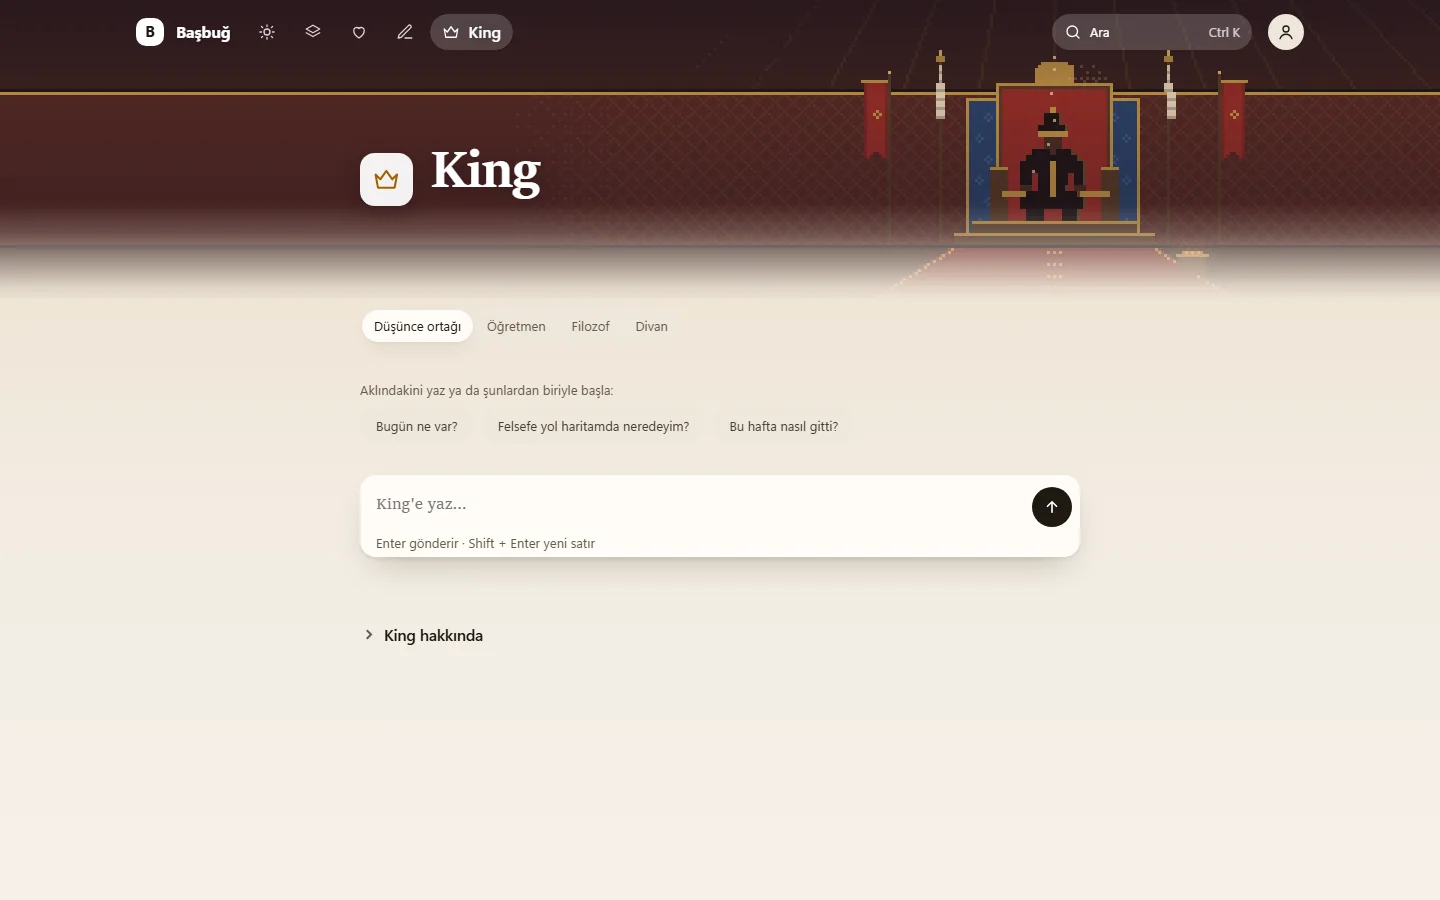 B Başbuğ King Ara Ctrl K
King
Düşünce ortağı Öğretmen Filozof Divan
Aklındakini yaz ya da şunlardan biriyle başla:
Bugün ne var? Felsefe yol haritamda neredeyim? Bu hafta nasıl gitti?
King'e yaz...
Enter gönderir · Shift + Enter yeni satır
King hakkında